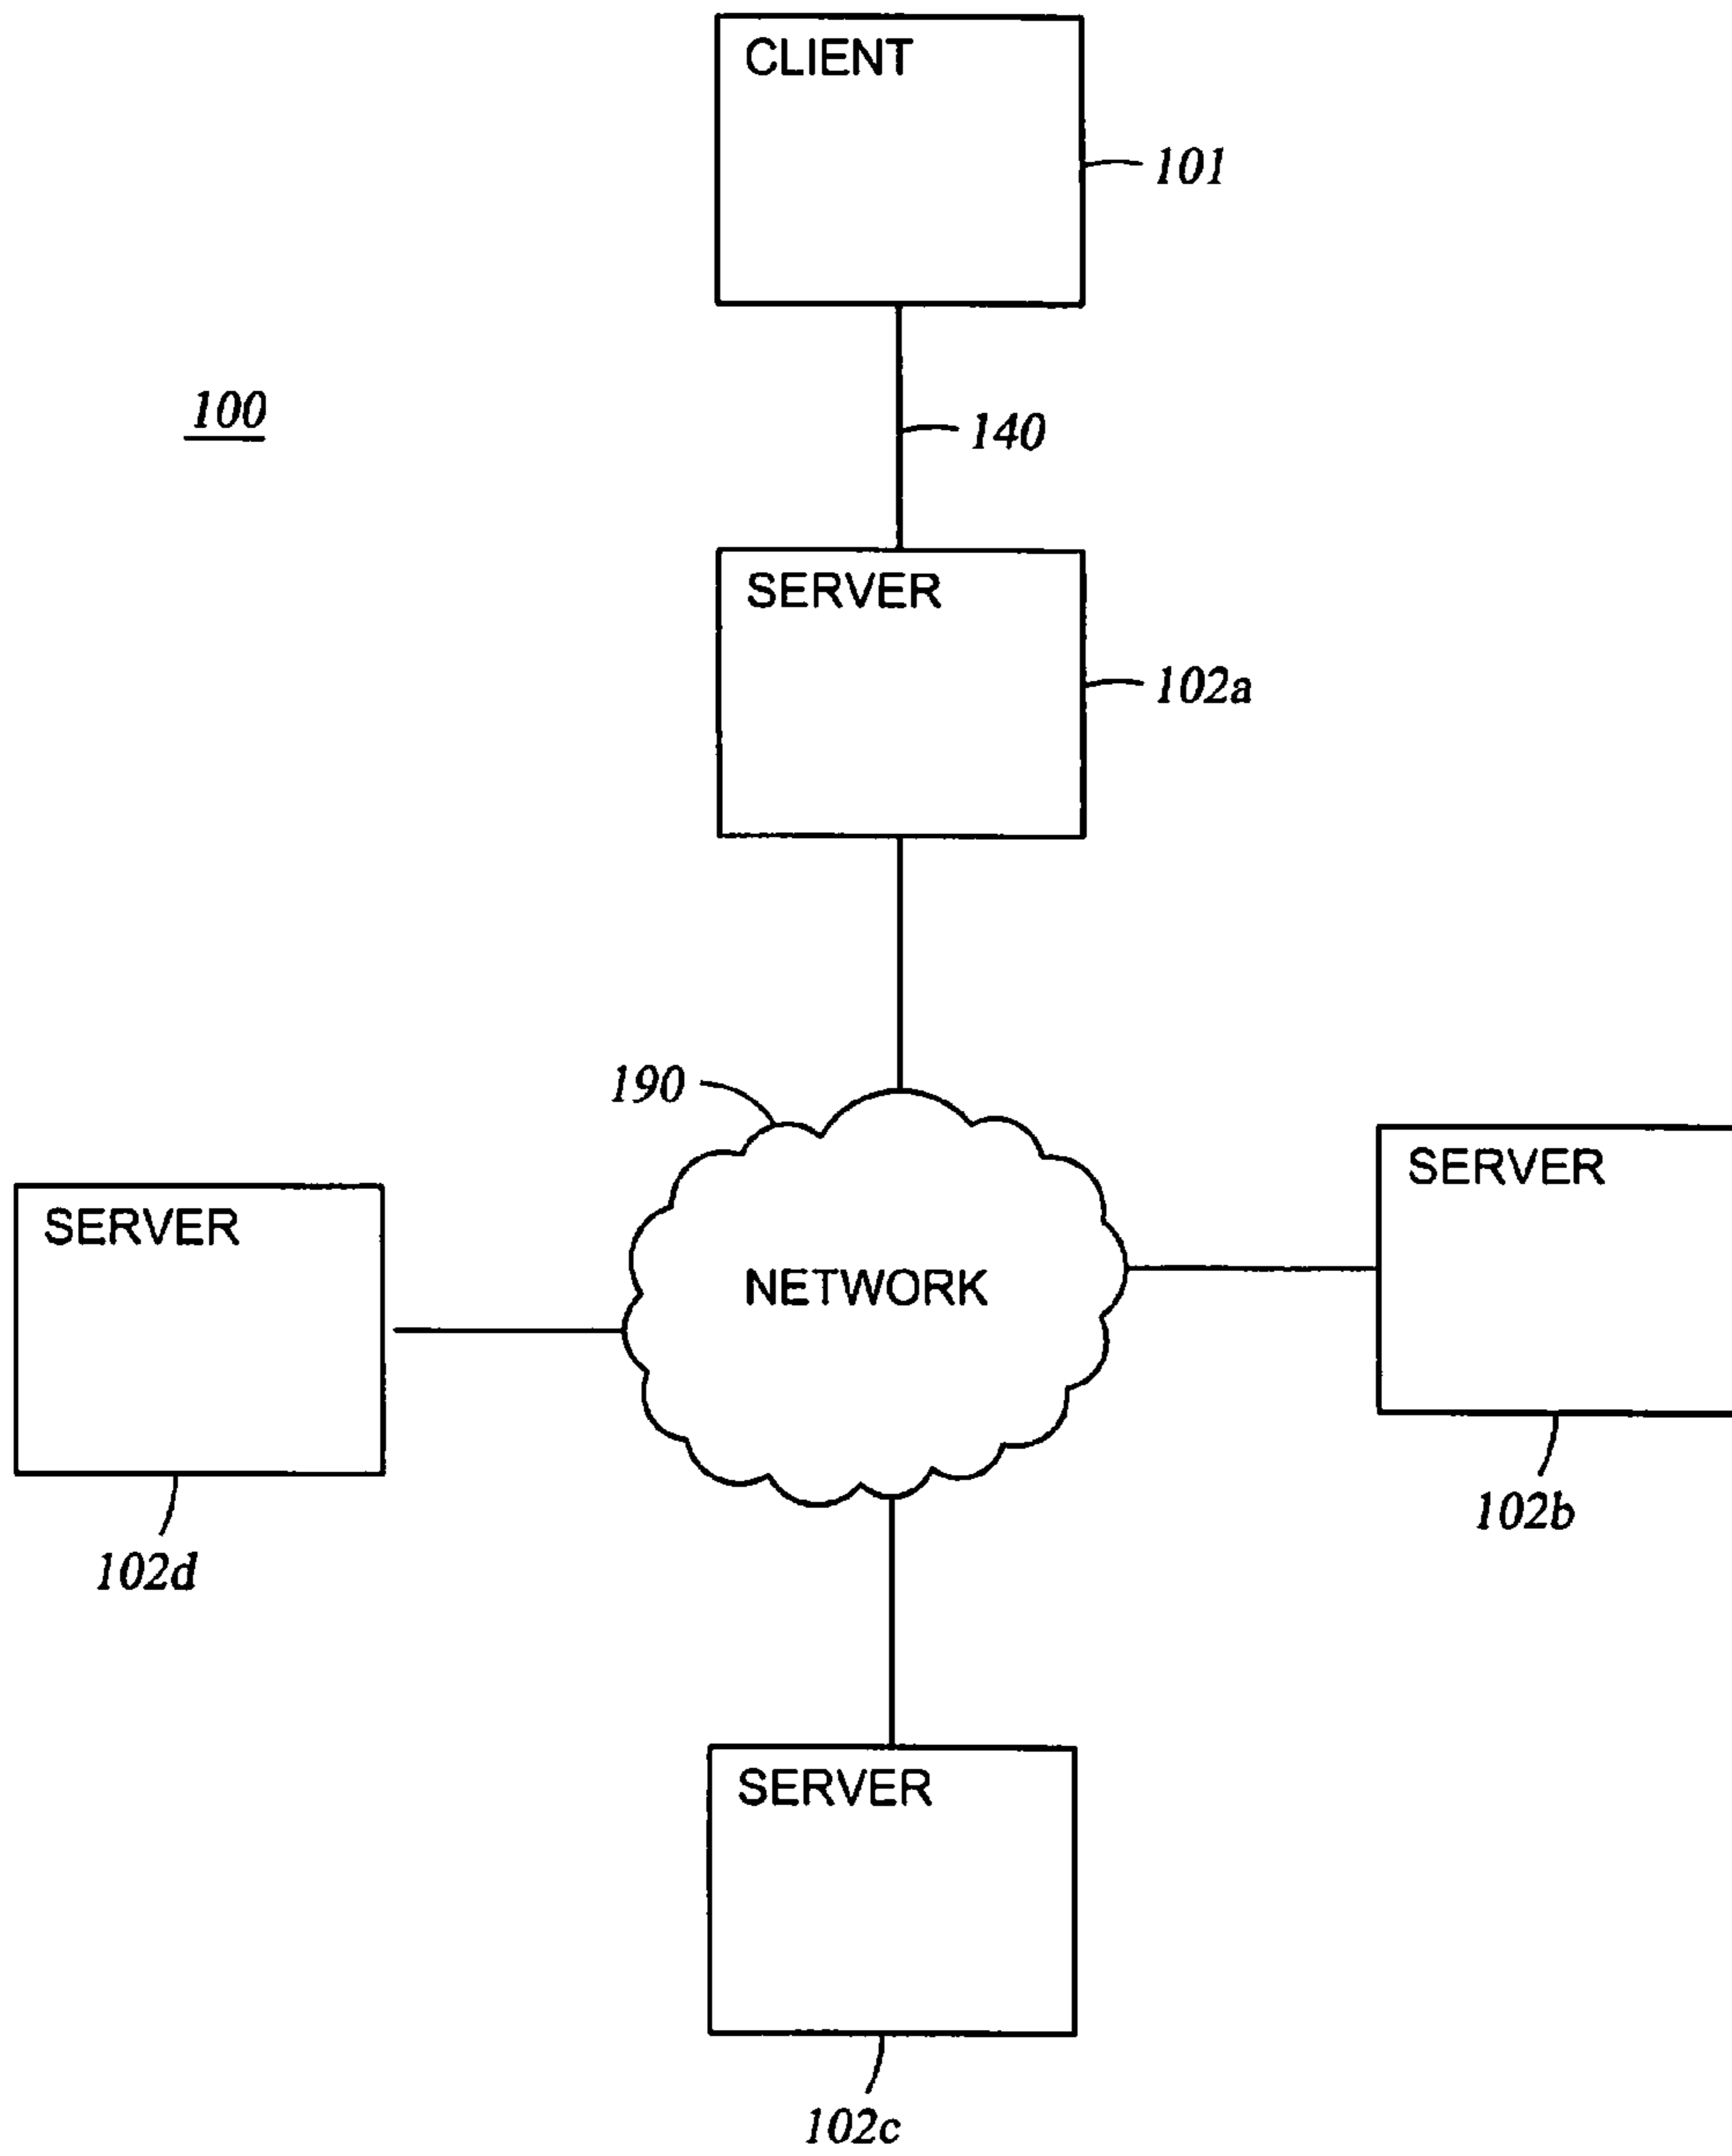 CLIENT
101
100
140
SERVER
102a
190
SERVER
SERVER
NETWORK
102b
102d
SERVER
102c